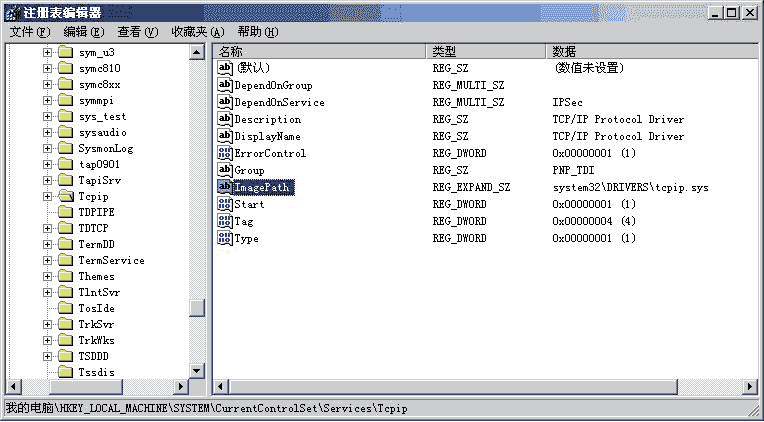 注册表编辑器
文件(F) 编辑(E) 查看(V) 收藏夹(A) 帮助(H)
sym_u3
symc810
symc8xx
symmpi
sys_test
sysaudio
SysmonLog
tap0901
TapiSrv
Tcpip
TDPIPE
TDTCP
TermDD
TermService
Themes
TlntSvr
TosIde
TrkSvr
TrkWks
TSDDD
Tssdis
名称 类型 数据
(默认) REG_SZ (数值未设置)
DependOnGroup REG_MULTI_SZ
DependOnService REG_MULTI_SZ IPSec
Description REG_SZ TCP/IP Protocol Driver
DisplayName REG_SZ TCP/IP Protocol Driver
ErrorControl REG_DWORD 0x00000001 (1)
Group REG_SZ PNP_TDI
ImagePath REG_EXPAND_SZ system32\DRIVERS\tcpip.sys
Start REG_DWORD 0x00000001 (1)
Tag REG_DWORD 0x00000004 (4)
Type REG_DWORD 0x00000001 (1)
我的电脑\HKEY_LOCAL_MACHINE\SYSTEM\CurrentControlSet\Services\Tcpip